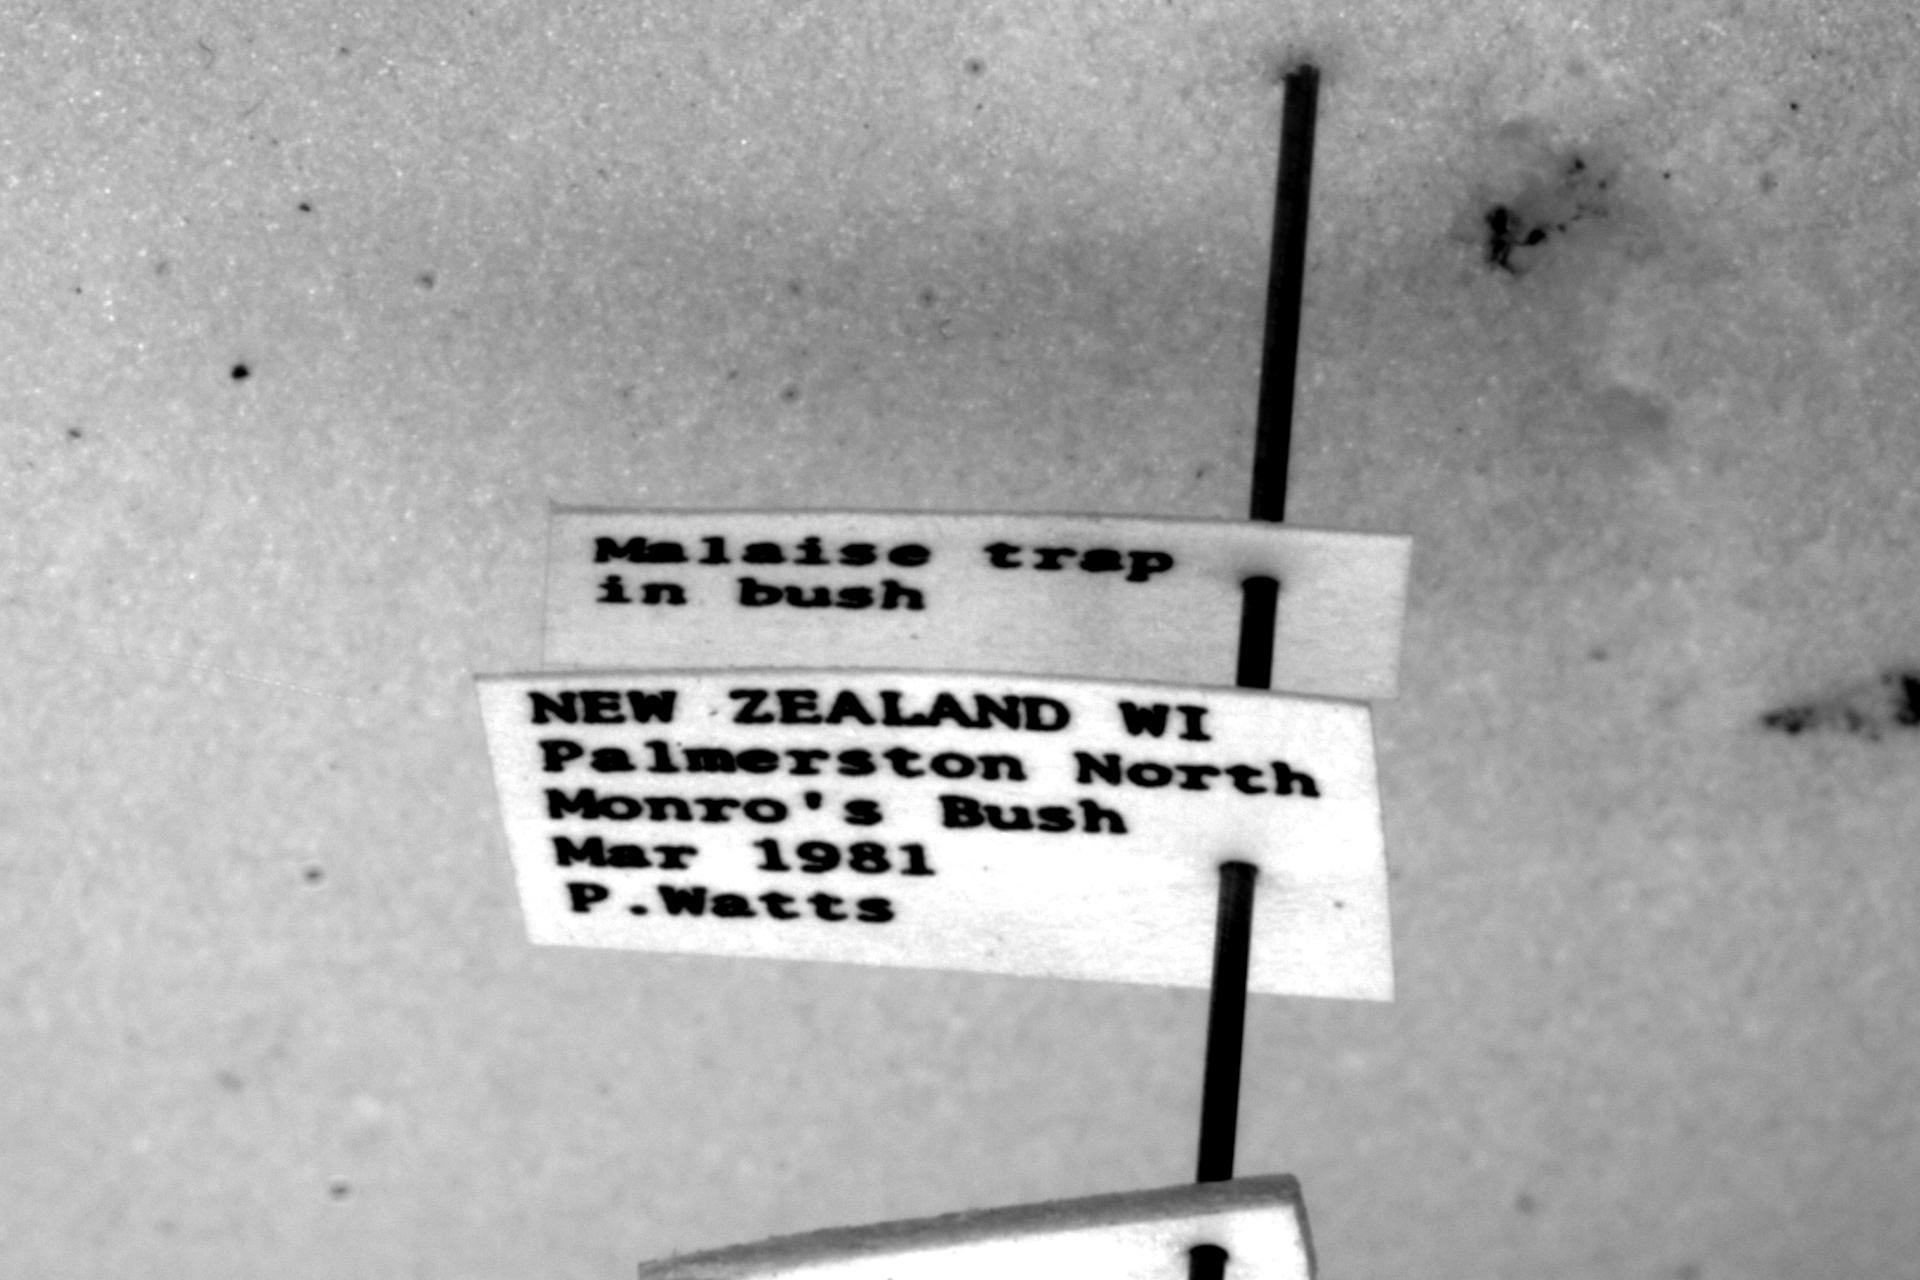 Malaise trap
in bush
NEW ZEALAND WI
Palmerston North
Monro's Bush
Mar 1981
P.Watts